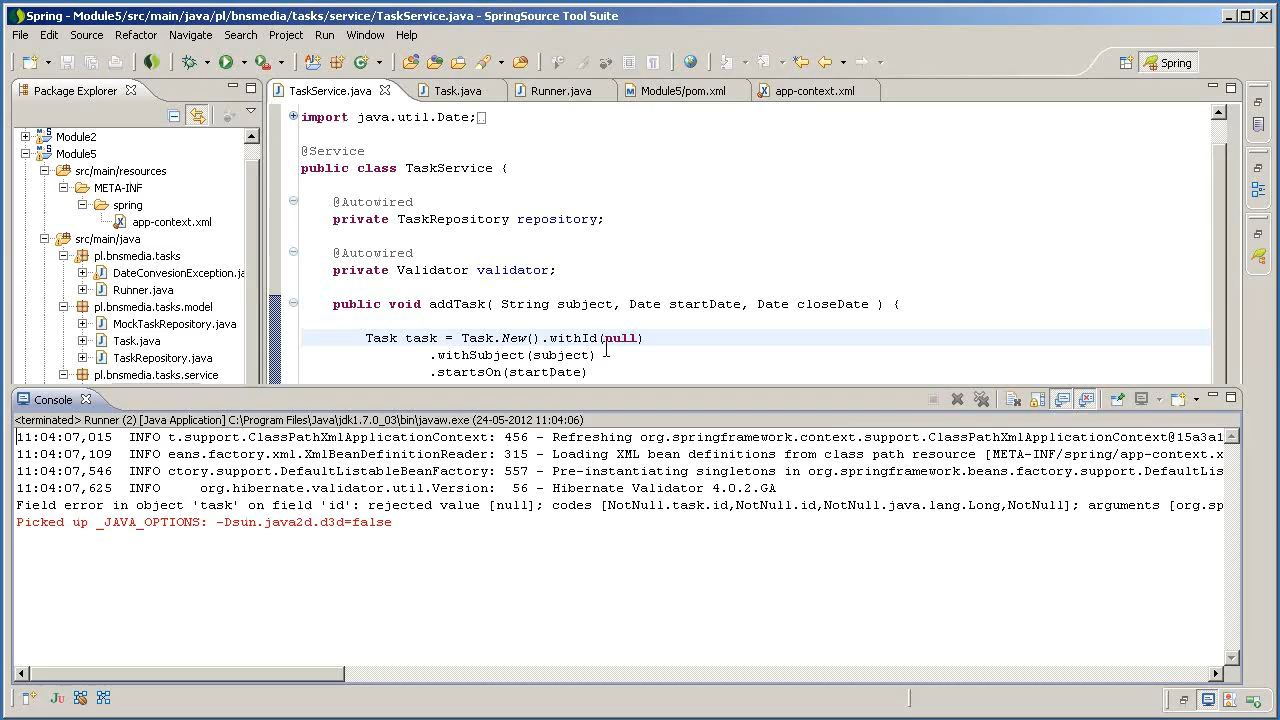 Spring - Module5/src/main/java/pl/bnsmedia/tasks/service/TaskService.java - SpringSource Tool Suite
File Edit Source Refactor Navigate Search Project Run Window Help
Spring
Package Explorer
TaskService.java Task.java Runner.java Module5/pom.xml app-context.xml
Module2
Module5
src/main/resources
META-INF
spring
app-context.xml
src/main/java
pl.bnsmedia.tasks
DateConvesionException.ja
Runner.java
pl.bnsmedia.tasks.model
MockTaskRepository.java
Task.java
TaskRepository.java
pl.bnsmedia.tasks.service
import java.util.Date;
@Service
public class TaskService {
@Autowired
private TaskRepository repository;
@Autowired
private Validator validator;
public void addTask( String subject, Date startDate, Date closeDate ) {
Task task = Task.New().withId(null)
.withSubject(subject)
.startsOn(startDate)
Console
<terminated> Runner (2) [Java Application] C:\Program Files\Java\jdk1.7.0_03\bin\javaw.exe (24-05-2012 11:04:06)
11:04:07,015 INFO t.support.ClassPathXmlApplicationContext: 456 - Refreshing org.springframework.context.support.ClassPathXmlApplicationContext@15a3a1
11:04:07,109 INFO eans.factory.xml.XmlBeanDefinitionReader: 315 - Loading XML bean definitions from class path resource [META-INF/spring/app-context.x
11:04:07,546 INFO ctory.support.DefaultListableBeanFactory: 557 - Pre-instantiating singletons in org.springframework.beans.factory.support.DefaultLis
11:04:07,625 INFO org.hibernate.validator.util.Version: 56 - Hibernate Validator 4.0.2.GA
Field error in object 'task' on field 'id': rejected value [null]; codes [NotNull.task.id,NotNull.id,NotNull.java.lang.Long,NotNull]; arguments [org.sp
Picked up _JAVA_OPTIONS: -Dsun.java2d.d3d=false